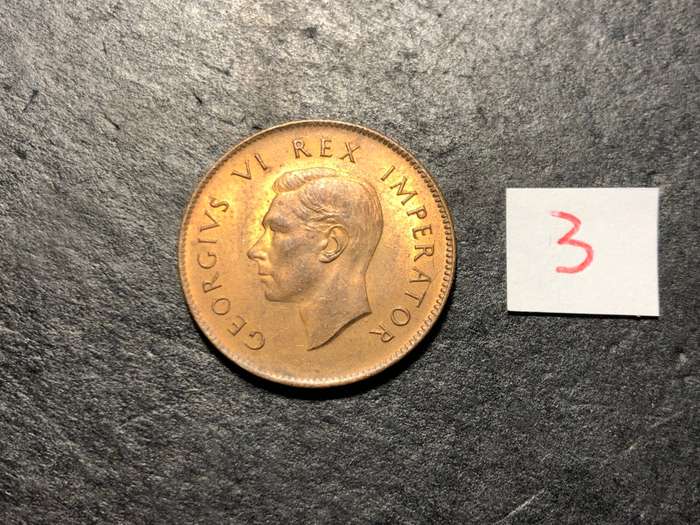 GEORGIVS VI REX IMPERATOR
3